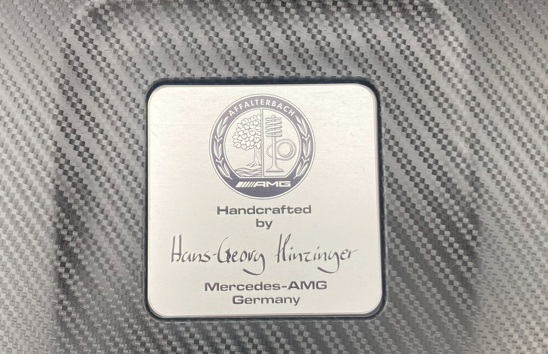 AFFALTERBACH
AMG
Handcrafted
by
Hans-Georg Hinzinger
Mercedes-AMG
Germany